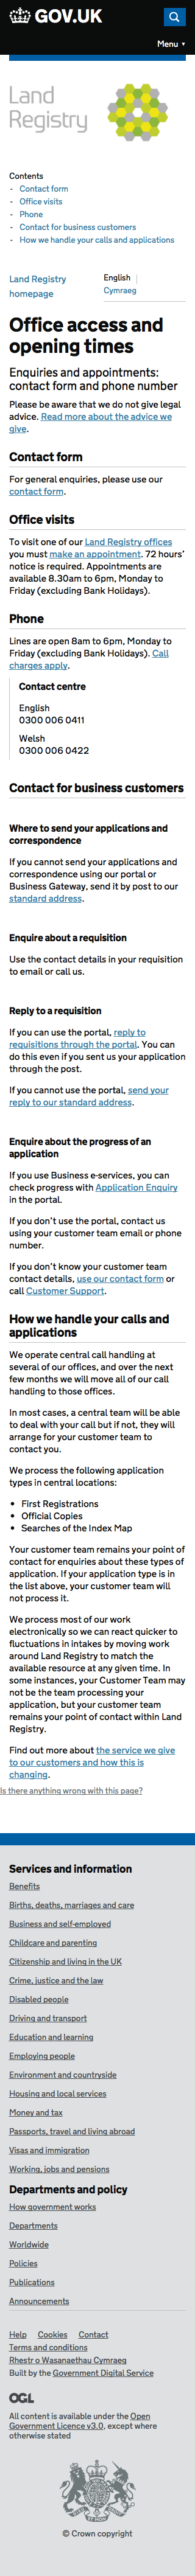 GOV.UK
Menu ▼
Land
Registry
Contents
- Contact form
- Office visits
- Phone
- Contact for business customers
- How we handle your calls and applications
Land Registry
homepage
English
Cymraeg
Office access and
opening times
Enquiries and appointments:
contact form and phone number
Please be aware that we do not give legal
advice. Read more about the advice we
give.
Contact form
For general enquiries, please use our
contact form.
Office visits
To visit one of our Land Registry offices
you must make an appointment. 72 hours’
notice is required. Appointments are
available 8.30am to 6pm, Monday to
Friday (excluding Bank Holidays).
Phone
Lines are open 8am to 6pm, Monday to
Friday (excluding Bank Holidays). Call
charges apply.
Contact centre
English
0300 006 0411
Welsh
0300 006 0422
Contact for business customers
Where to send your applications and
correspondence
If you cannot send your applications and
correspondence using our portal or
Business Gateway, send it by post to our
standard address.
Enquire about a requisition
Use the contact details in your requisition
to email or call us.
Reply to a requisition
If you can use the portal, reply to
requisitions through the portal. You can
do this even if you sent us your application
through the post.
If you cannot use the portal, send your
reply to our standard address.
Enquire about the progress of an
application
If you use Business e-services, you can
check progress with Application Enquiry
in the portal.
If you don’t use the portal, contact us
using your customer team email or phone
number.
If you don’t know your customer team
contact details, use our contact form or
call Customer Support.
How we handle your calls and
applications
We operate central call handling at
several of our offices, and over the next
few months we will move all of our call
handling to those offices.
In most cases, a central team will be able
to deal with your call but if not, they will
arrange for your customer team to
contact you.
We process the following application
types in central locations:
• First Registrations
• Official Copies
• Searches of the Index Map
Your customer team remains your point of
contact for enquiries about these types of
application. If your application type is in
the list above, your customer team will
not process it.
We process most of our work
electronically so we can react quicker to
fluctuations in intakes by moving work
around Land Registry to match the
available resource at any given time. In
some instances, your Customer Team may
not be the team processing your
application, but your customer team
remains your point of contact within Land
Registry.
Find out more about the service we give
to our customers and how this is
changing.
Is there anything wrong with this page?
Services and information
Benefits
Births, deaths, marriages and care
Business and self-employed
Childcare and parenting
Citizenship and living in the UK
Crime, justice and the law
Disabled people
Driving and transport
Education and learning
Employing people
Environment and countryside
Housing and local services
Money and tax
Passports, travel and living abroad
Visas and immigration
Working, jobs and pensions
Departments and policy
How government works
Departments
Worldwide
Policies
Publications
Announcements
Help Cookies Contact
Terms and conditions
Rhestr o Wasanaethau Cymraeg
Built by the Government Digital Service
OGL
All content is available under the Open
Government Licence v3.0, except where
otherwise stated
© Crown copyright